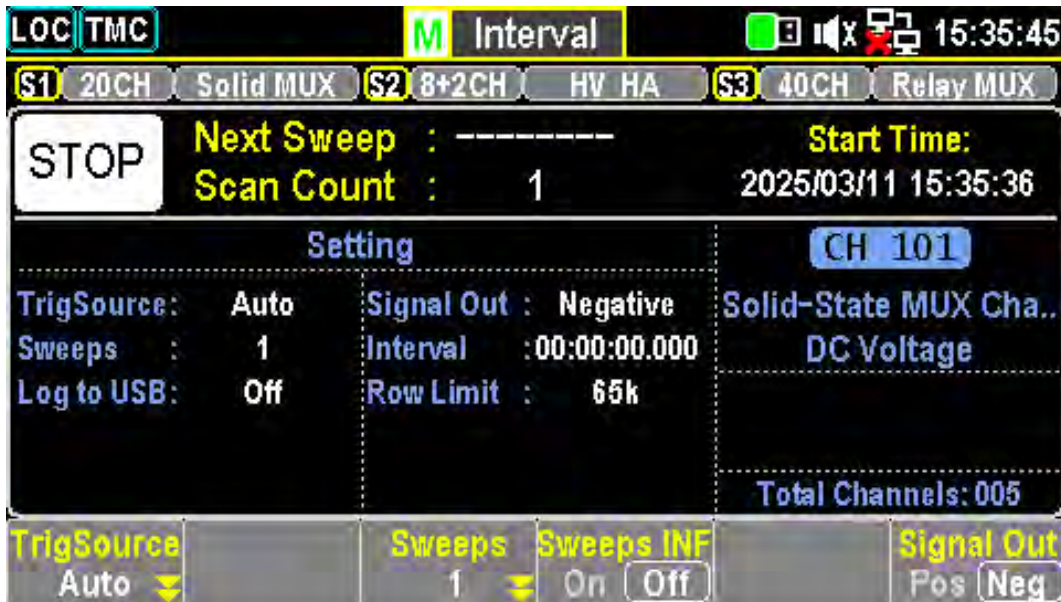 LOC TMC M Interval 15:35:45
S1 20CH Solid MUX S2 8+2CH HV HA S3 40CH Relay MUX
STOP
Next Sweep : --------
Scan Count : 1
Start Time:
2025/03/11 15:35:36
Setting
TrigSource: Auto
Sweeps : 1
Log to USB: Off
Signal Out : Negative
Interval :00:00:00.000
Row Limit : 65k
CH 101
Solid-State MUX Cha..
DC Voltage
Total Channels: 005
TrigSource
Auto
Sweeps
1
Sweeps INF
On Off
Signal Out
Pos Neg